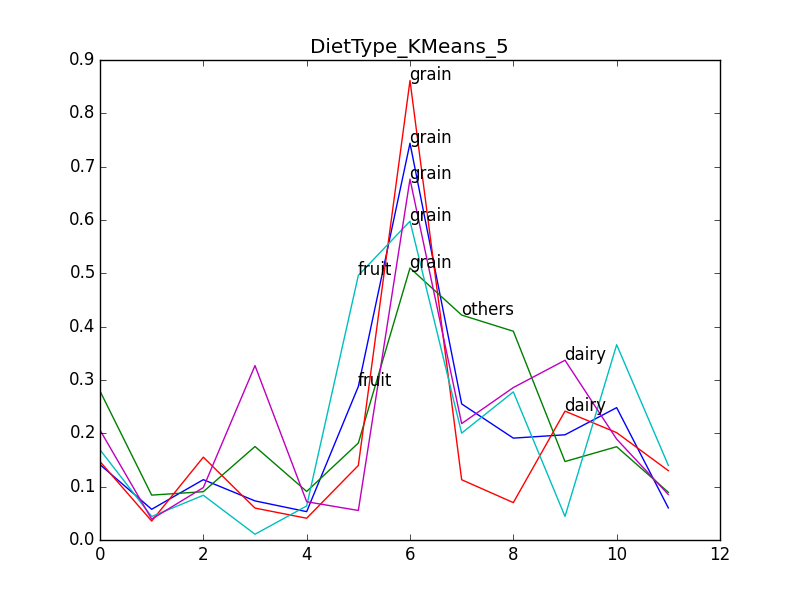 DietType_KMeans_5
0.9
grain
0.8
grain
0.7
grain
0.6
grain
0.5
fruit
grain
0.4
others
dairy
0.3
fruit
dairy
0.2
0.1
0.0
0 2 4 6 8 10 12